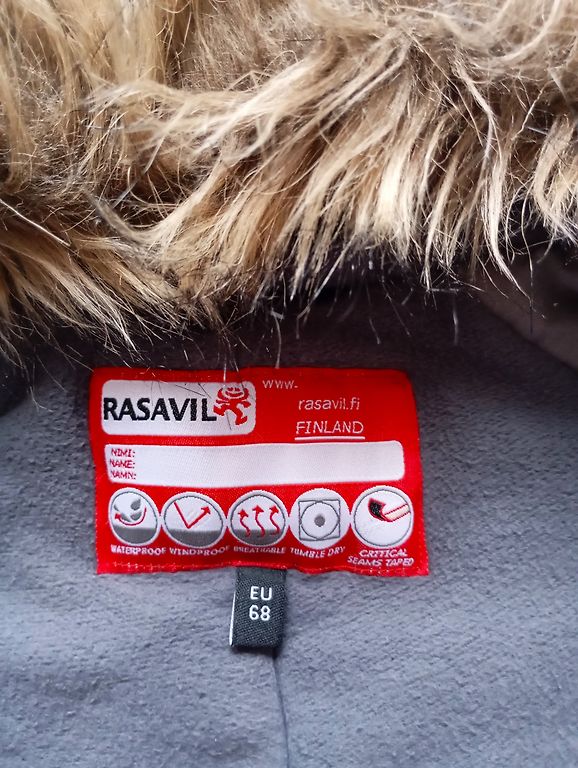 RASAVIL
www.
rasavil.fi
FINLAND
NIMI:
NAME:
NAMN:
WATERPROOF WINDPROOF BREATHABLE TUMBLE DRY CRITICAL SEAMS TAPED
EU
68